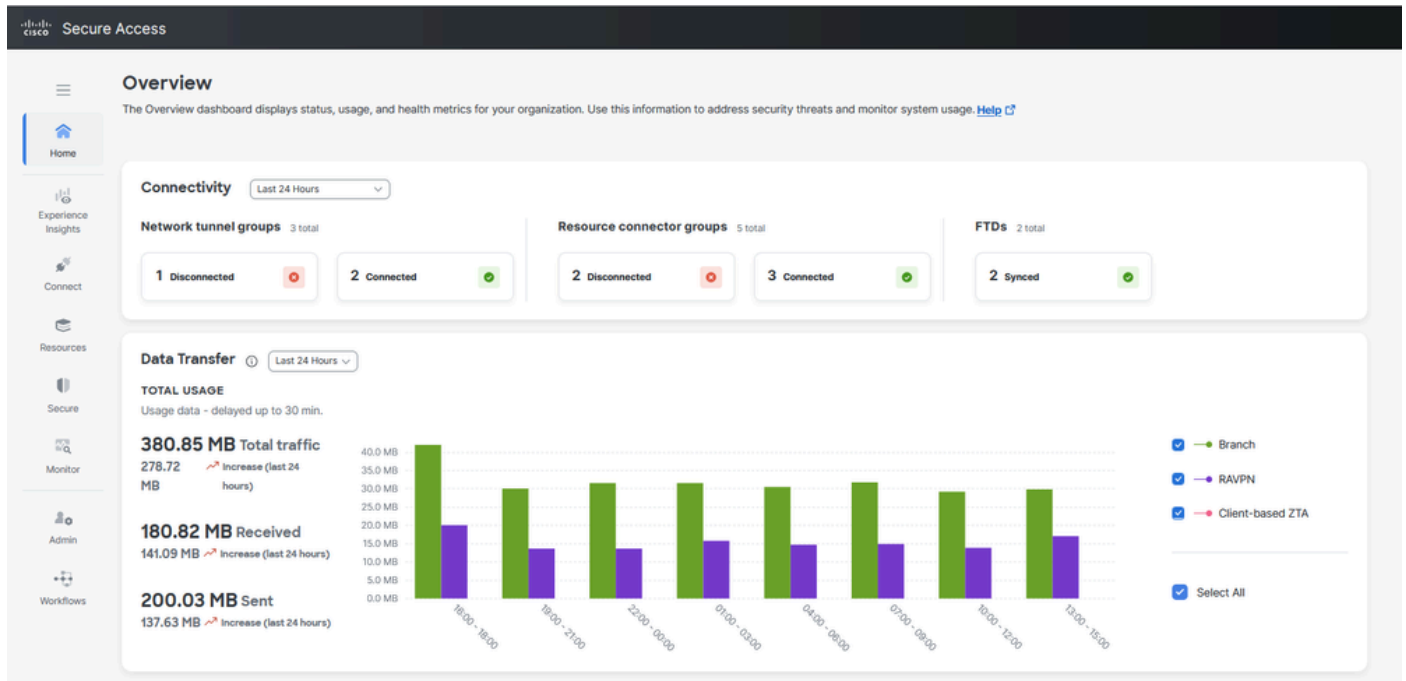 cisco Secure Access
Overview
The Overview dashboard displays status, usage, and health metrics for your organization. Use this information to address security threats and monitor system usage. Help
Home
Experience
Insights
Connect
Resources
Secure
Monitor
Admin
Workflows
Connectivity Last 24 Hours
Network tunnel groups 3 total
1 Disconnected
2 Connected
Resource connector groups 5 total
2 Disconnected
3 Connected
FTDs 2 total
2 Synced
Data Transfer Last 24 Hours
TOTAL USAGE
Usage data - delayed up to 30 min.
380.85 MB Total traffic
278.72 MB Increase (last 24 hours)
180.82 MB Received
141.09 MB Increase (last 24 hours)
200.03 MB Sent
137.63 MB Increase (last 24 hours)
40.0 MB
35.0 MB
30.0 MB
25.0 MB
20.0 MB
15.0 MB
10.0 MB
5.0 MB
0.0 MB
16:00 - 18:00
19:00 - 21:00
22:00 - 00:00
01:00 - 03:00
04:00 - 06:00
07:00 - 09:00
10:00 - 12:00
13:00 - 15:00
Branch
RAVPN
Client-based ZTA
Select All